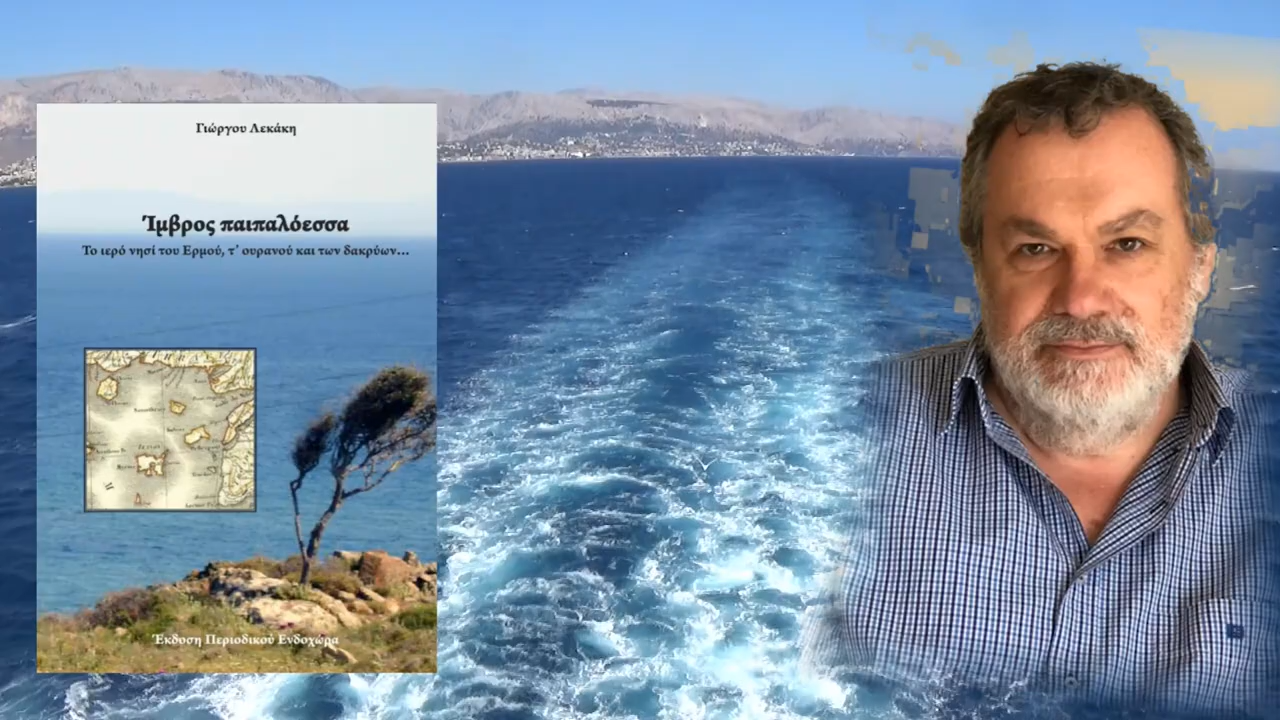 Γιώργου Λεκάκη
Ίμβρος παιπαλόεσσα
Το ιερό νησί του Ερμού, τ' ουρανού και των δακρύων...
Έκδοση Περιοδικού Ενδοχώρα